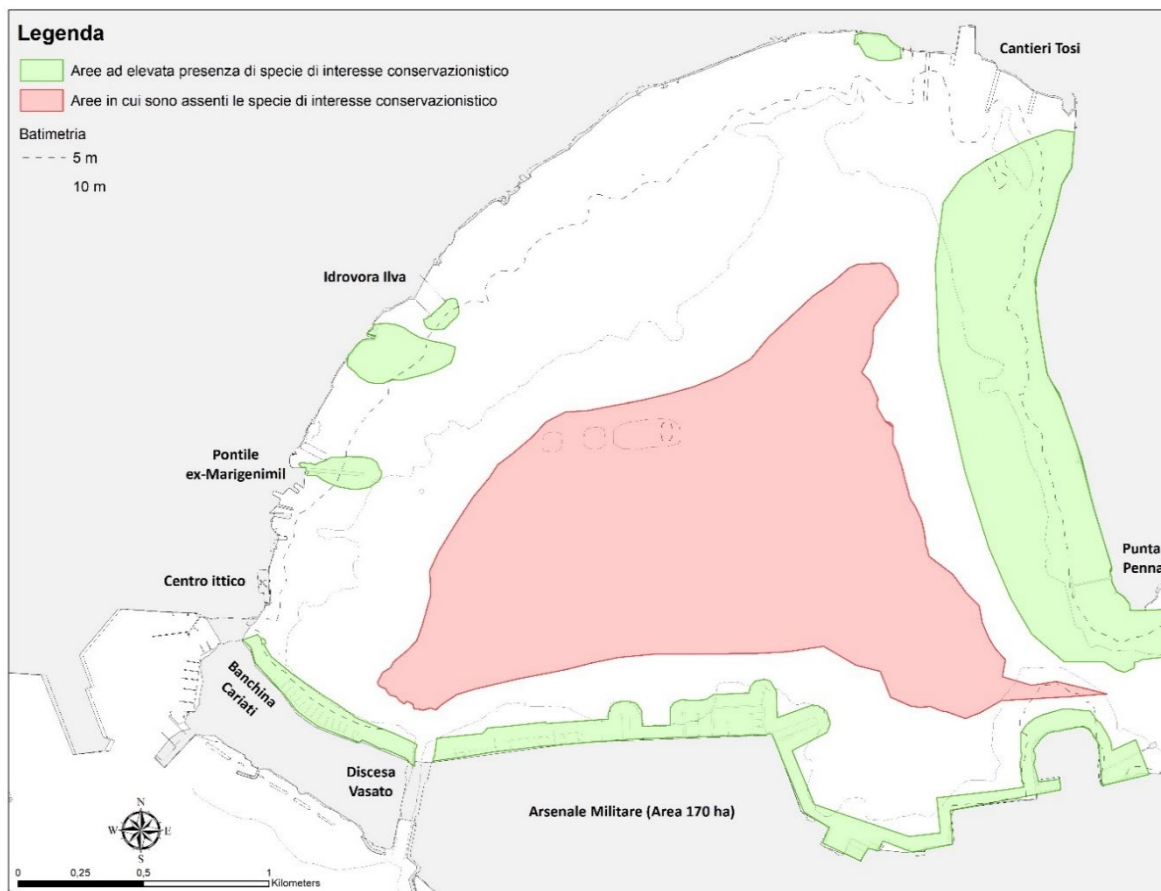 Legenda
Aree ad elevata presenza di specie di interesse conservazionistico
Aree in cui sono assenti le specie di interesse conservazionistico
Batimetria
5 m
10 m
Cantieri Tosi
Idrovora Ilva
Pontile
ex-Marigenimil
Centro ittico
Punta
Penna
Banchina
Cariati
Discesa
Vasato
Arsenale Militare (Area 170 ha)
N
W E
S
0 0,25 0,5 1
Kilometers